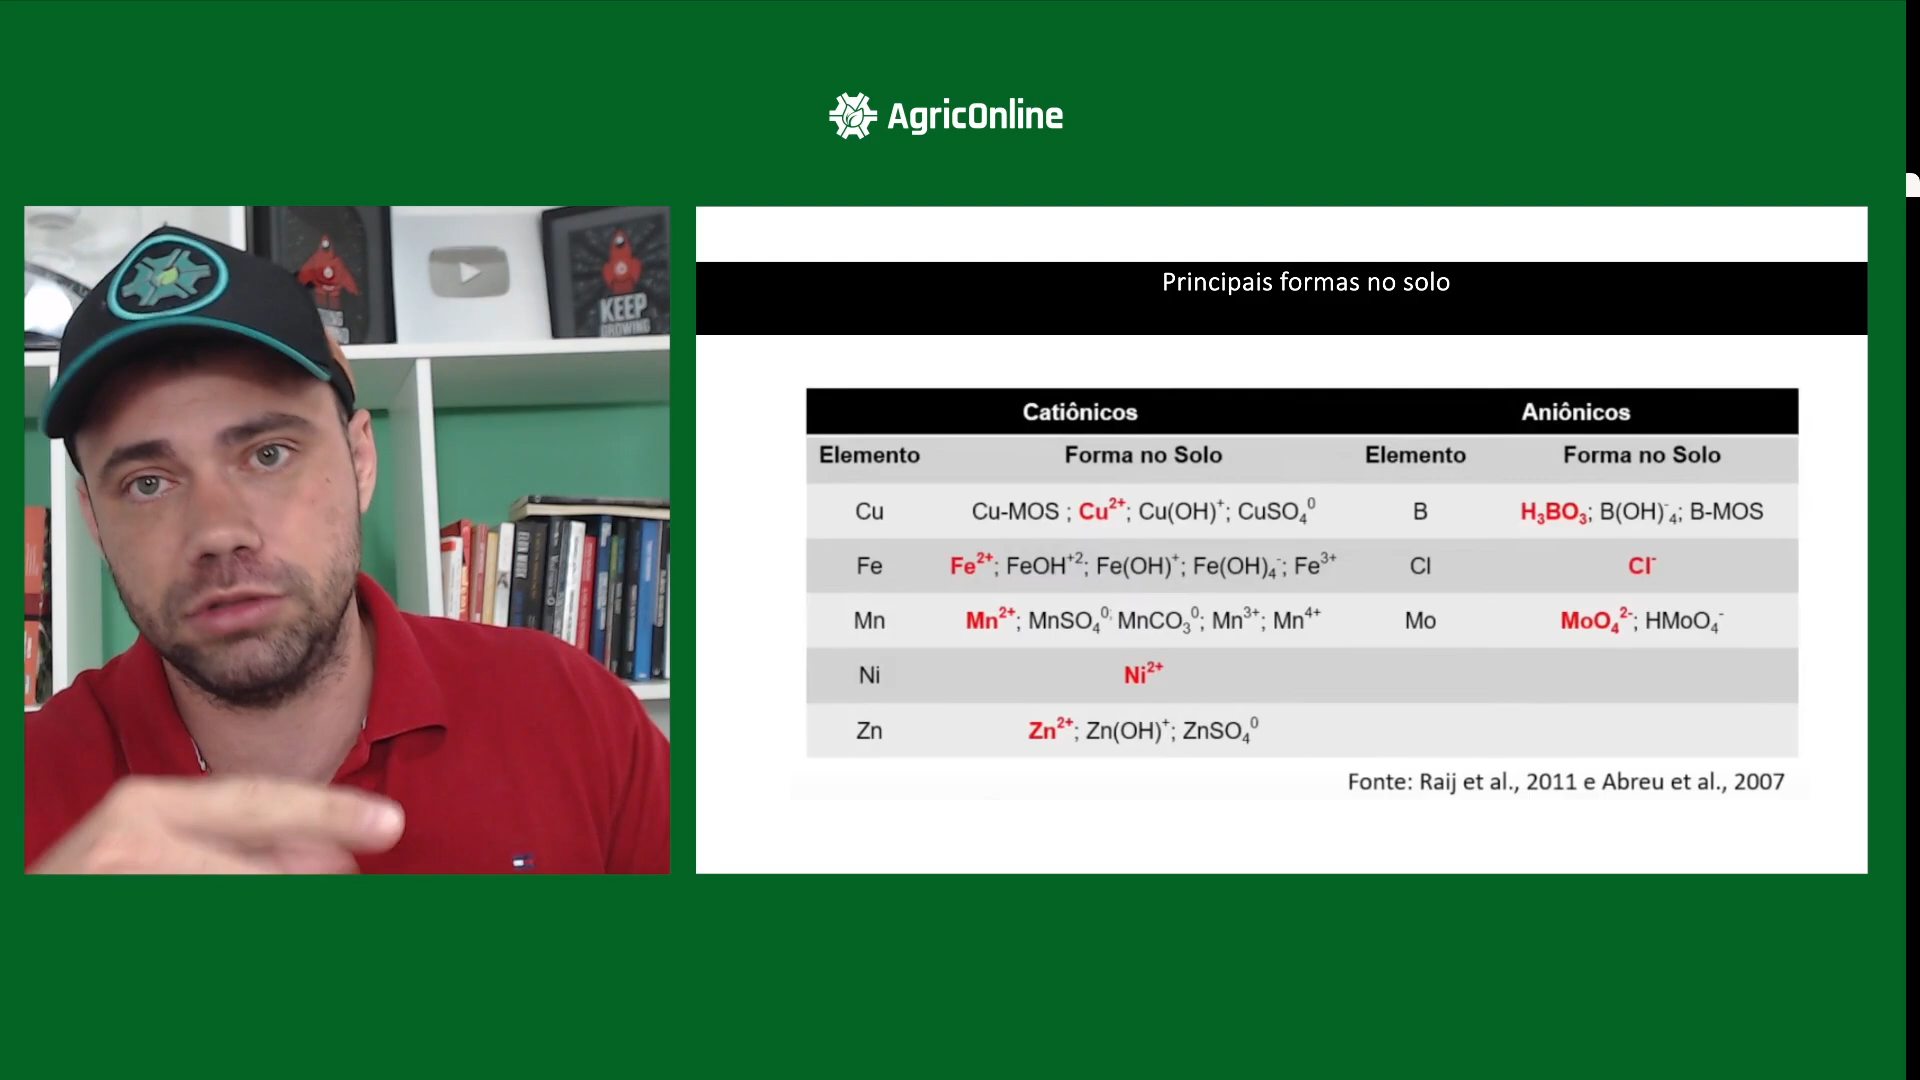 AgricOnline
KEEP
GROWING
Principais formas no solo
Catiônicos Aniônicos
Elemento Forma no Solo Elemento Forma no Solo
Cu Cu-MOS ; Cu²⁺; Cu(OH)⁺; CuSO₄⁰ B H₃BO₃; B(OH)⁻₄; B-MOS
Fe Fe²⁺; FeOH⁺²; Fe(OH)⁺; Fe(OH)₄⁻; Fe³⁺ Cl Cl⁻
Mn Mn²⁺; MnSO₄⁰; MnCO₃⁰; Mn³⁺; Mn⁴⁺ Mo MoO₄²⁻; HMoO₄⁻
Ni Ni²⁺
Zn Zn²⁺; Zn(OH)⁺; ZnSO₄⁰
Fonte: Raij et al., 2011 e Abreu et al., 2007